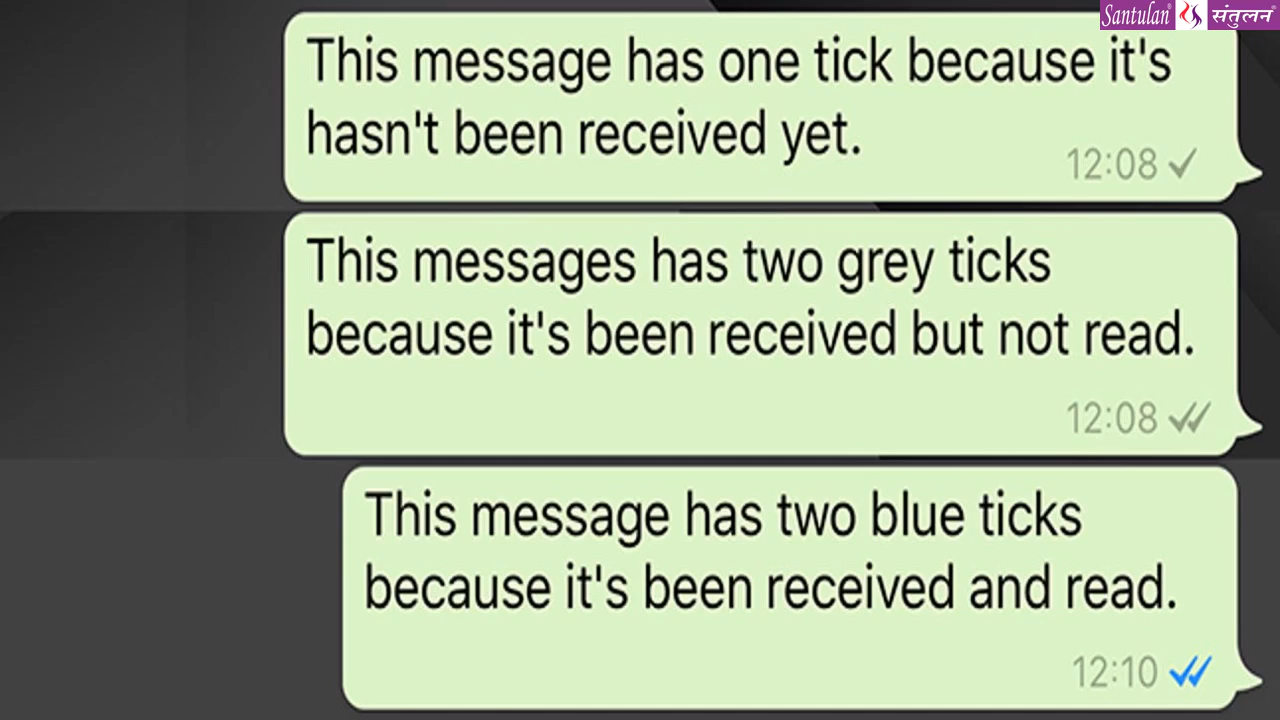 Santulan® संतुलन®
This message has one tick because it's
hasn't been received yet.
12:08
This messages has two grey ticks
because it's been received but not read.
12:08
This message has two blue ticks
because it's been received and read.
12:10